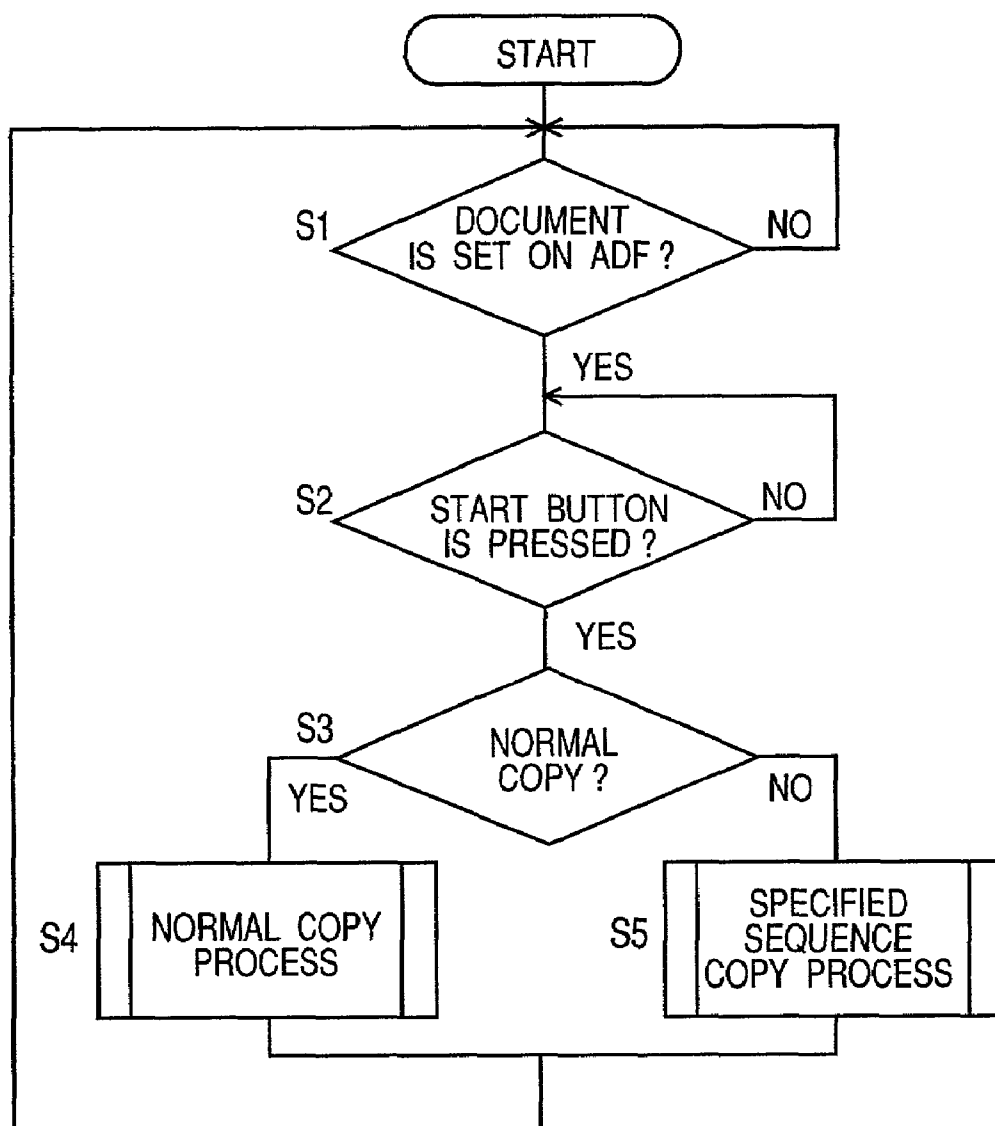 START
S1
DOCUMENT
IS SET ON ADF ?
NO
YES
S2
START BUTTON
IS PRESSED ?
NO
YES
S3
NORMAL
COPY ?
YES
NO
S4
NORMAL COPY
PROCESS
S5
SPECIFIED
SEQUENCE
COPY PROCESS